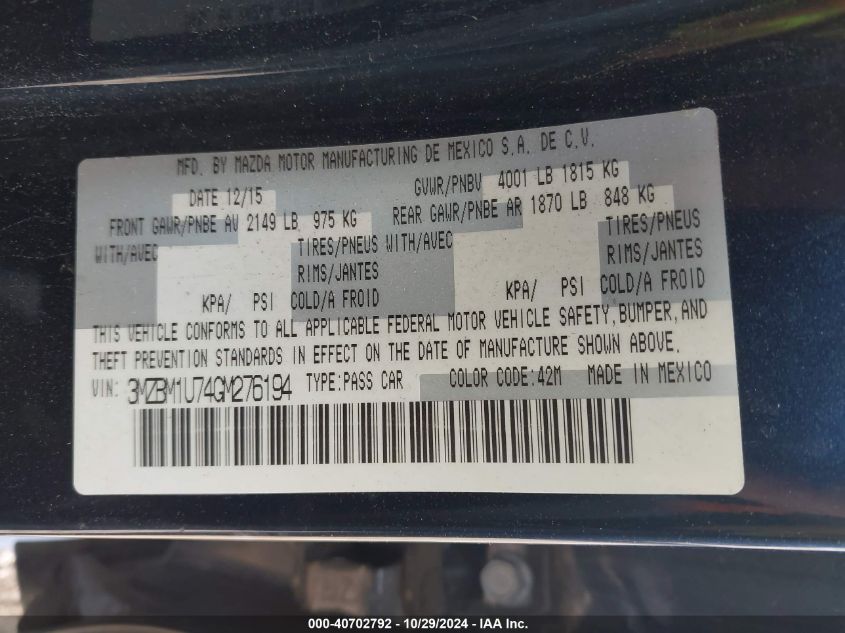 MFD. BY MAZDA MOTOR MANUFACTURING DE MEXICO S.A. DE C.V.
DATE 12/15 GVWR/PNBV 4001 LB 1815 KG
FRONT GAWR/PNBE AV 2149 LB 975 KG REAR GAWR/PNBE AR 1870 LB 848 KG
WITH/AVEC TIRES/PNEUS WITH/AVEC TIRES/PNEUS
RIMS/JANTES RIMS/JANTES
KPA/ PSI COLD/A FROID KPA/ PSI COLD/A FROID
THIS VEHICLE CONFORMS TO ALL APPLICABLE FEDERAL MOTOR VEHICLE SAFETY, BUMPER, AND
THEFT PREVENTION STANDARDS IN EFFECT ON THE DATE OF MANUFACTURE SHOWN ABOVE.
VIN: 3MZBM1U74GM276194 TYPE:PASS CAR COLOR CODE:42M MADE IN MEXICO
000-40702792 - 10/29/2024 - IAA Inc.